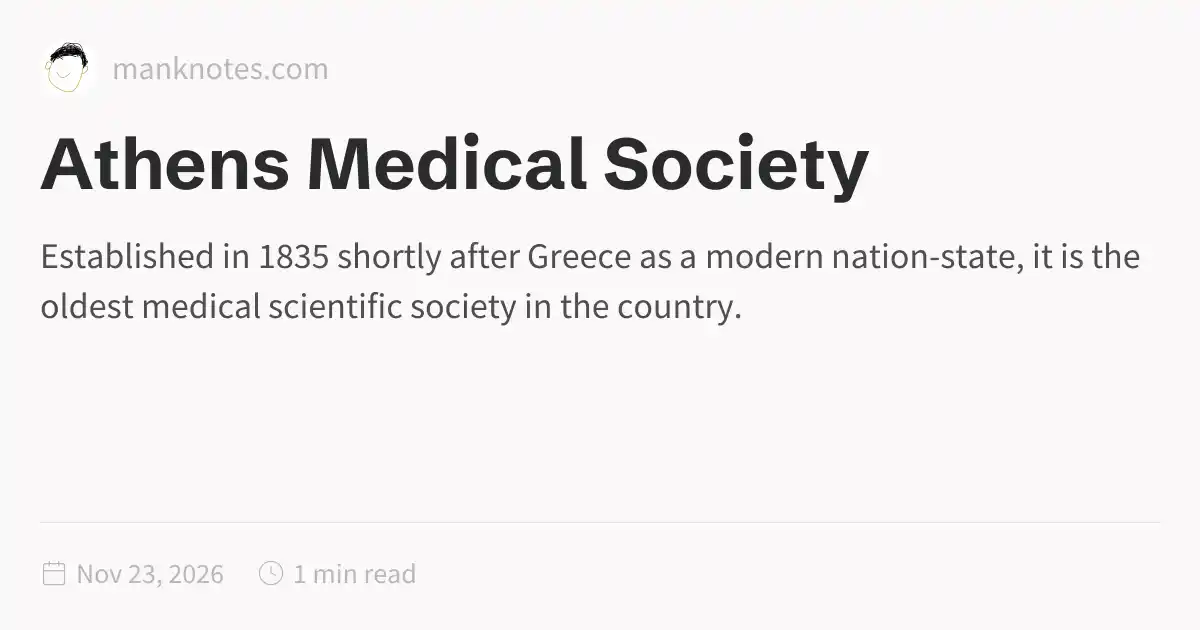 manknotes.com
Athens Medical Society
Established in 1835 shortly after Greece as a modern nation-state, it is the
oldest medical scientific society in the country.
Nov 23, 2026 1 min read